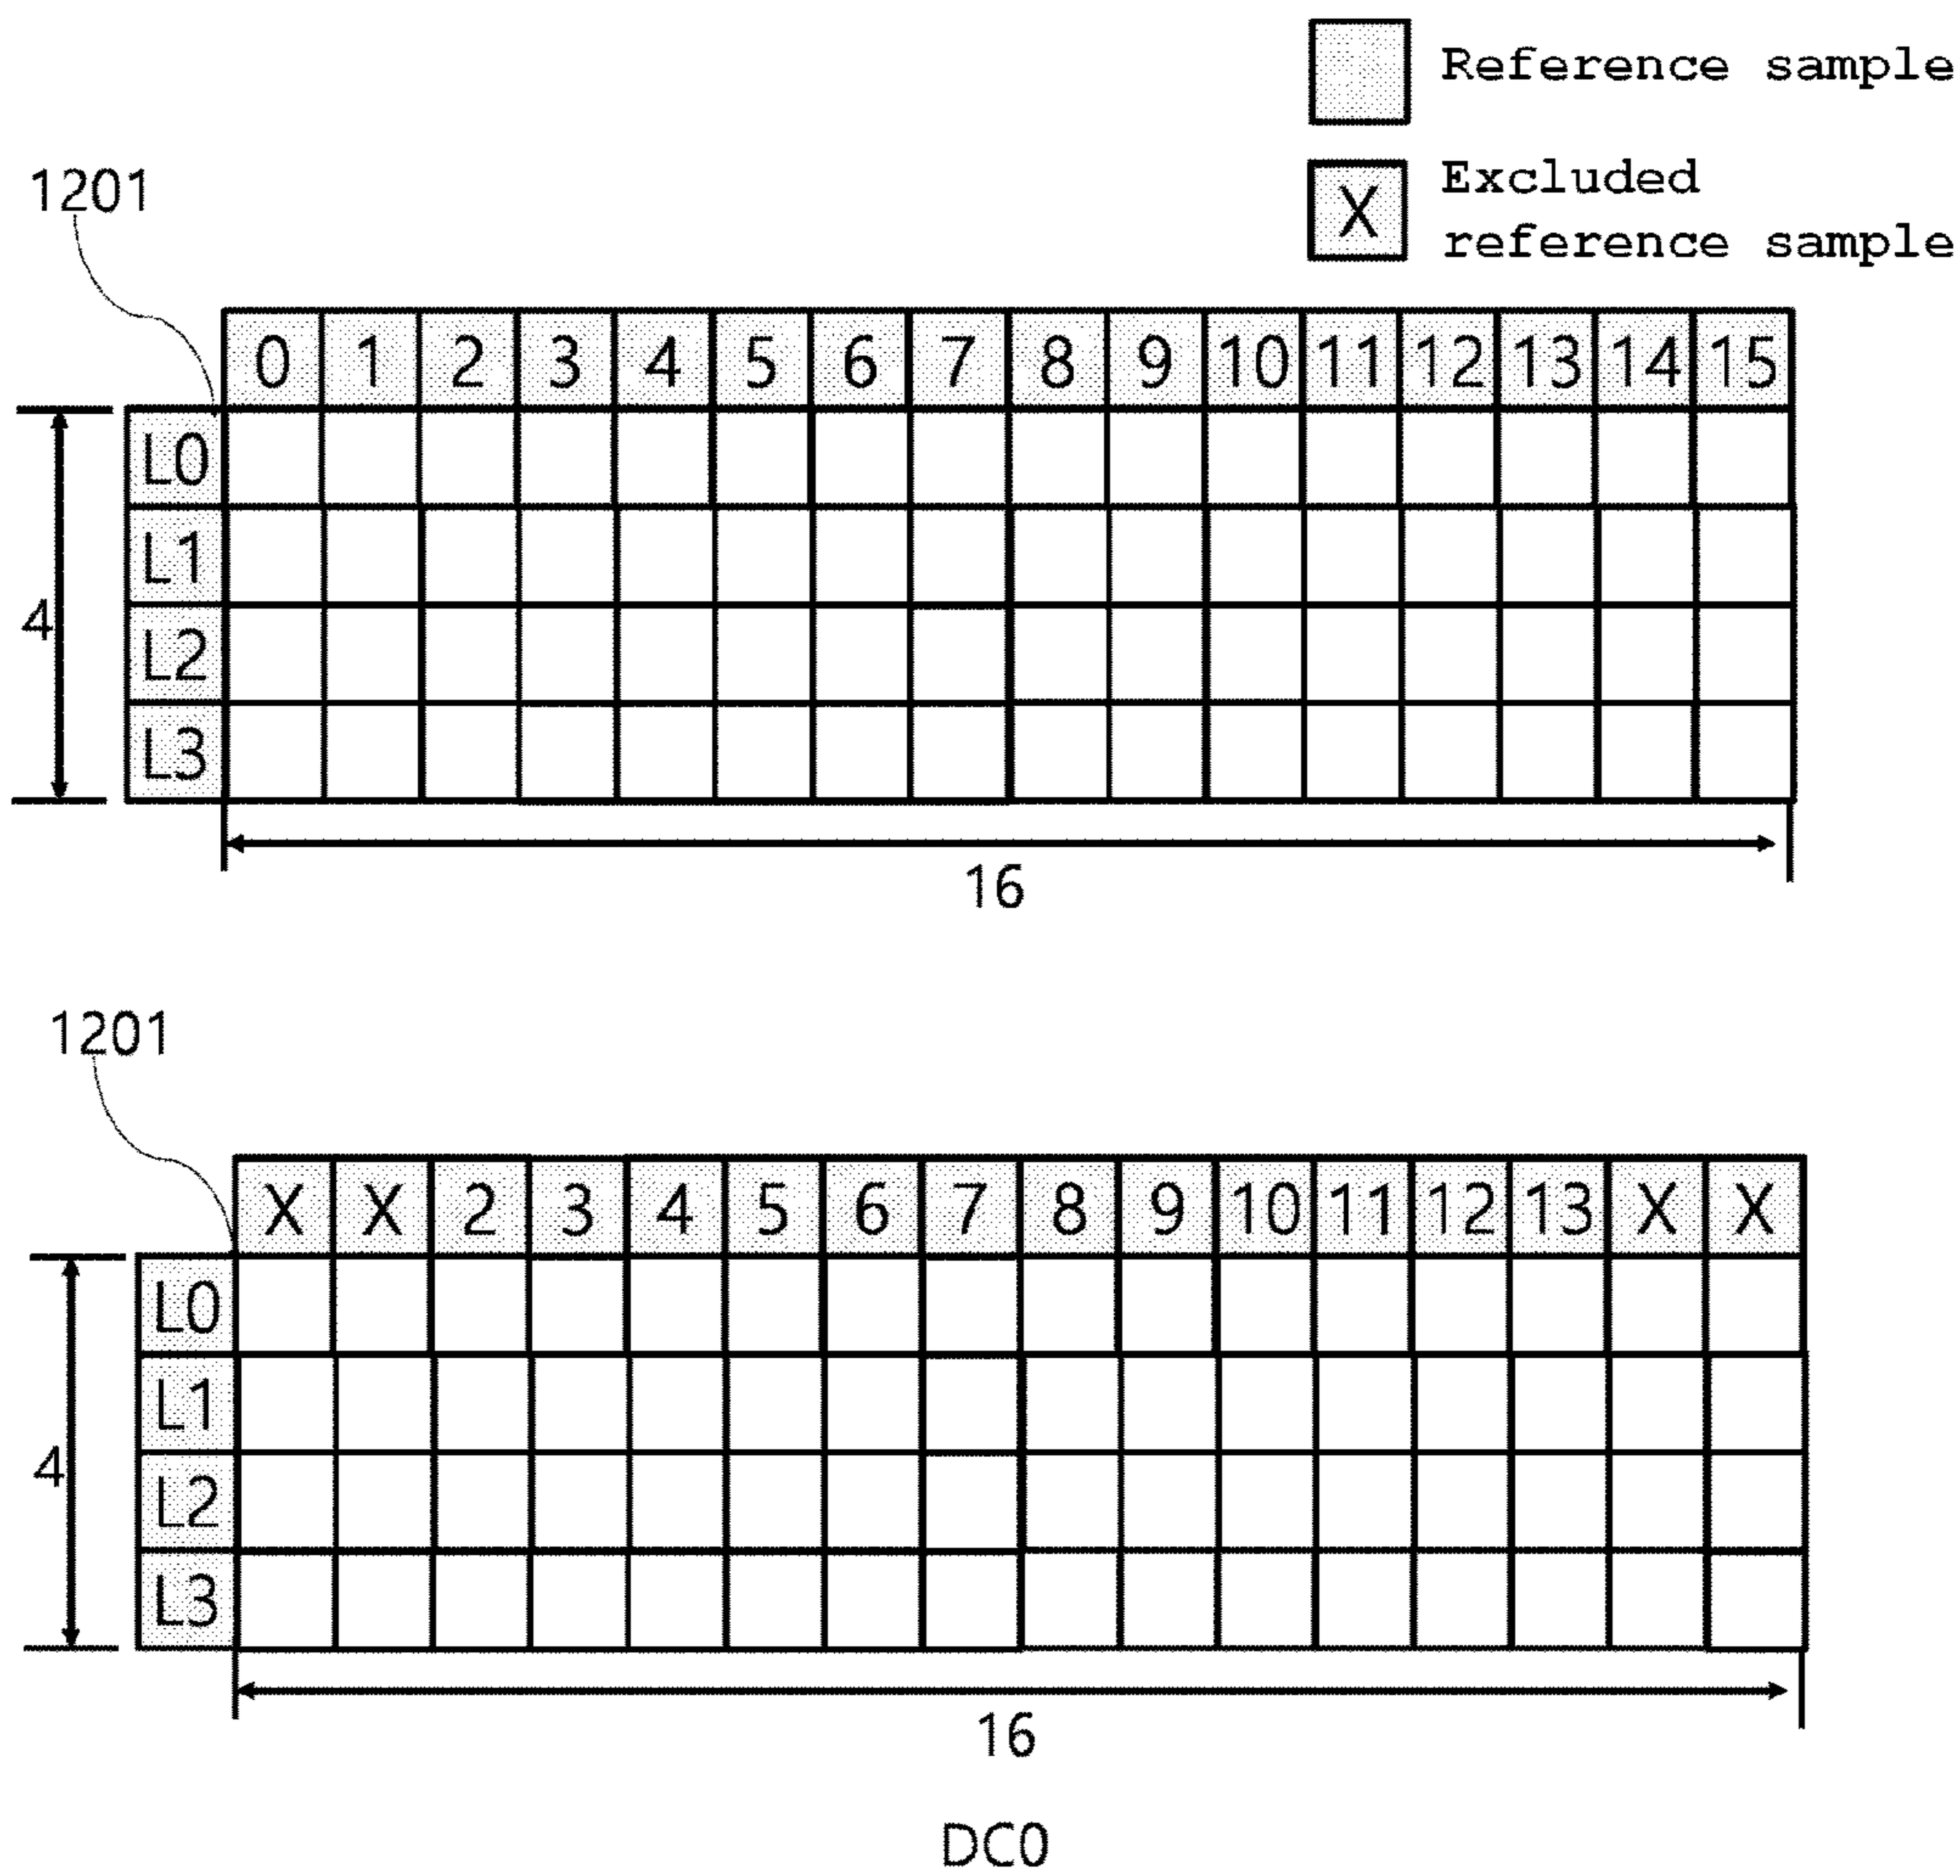 Reference sample
X Excluded
reference sample
1201
0 1 2 3 4 5 6 7 8 9 10 11 12 13 14 15
L0
L1
4
L2
L3
16
1201
X X 2 3 4 5 6 7 8 9 10 11 12 13 X X
L0
L1
4
L2
L3
16
DC0